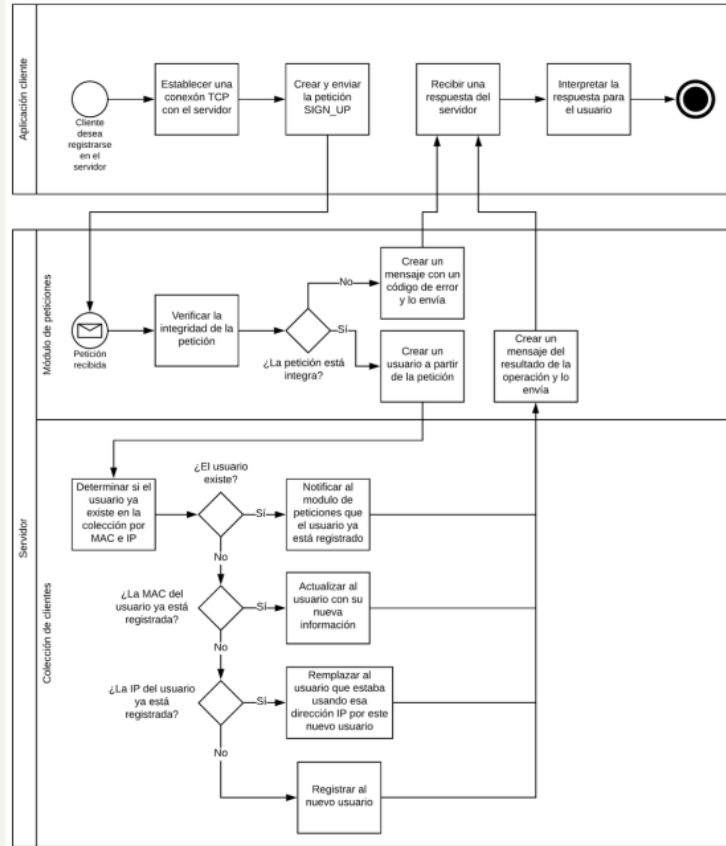 Aplicación cliente
Cliente
desea
registrarse
en el
servidor
Establecer una
conexón TCP
con el servidor
Crear y enviar
la petición
SIGN_UP
Recibir una
respuesta del
servidor
Interpretar la
respuesta para
el usuario
Servidor
Módulo de peticiones
Petición
recibida
Verificar la
integridad de la
petición
¿La petición está
integra?
No
Sí
Crear un
mensaje con un
código de error
y lo envía
Crear un
usuario a partir
de la petición
Crear un
mensaje del
resultado de la
operación y lo
envía
Colección de clientes
Determinar si el
usuario ya
existe en la
colección por
MAC e IP
¿El usuario
existe?
Sí
Notificar al
modulo de
peticiones que
el usuario ya
está registrado
No
¿La MAC del
usuario ya está
registrada?
Sí
Actualizar al
usuario con su
nueva
información
No
¿La IP del usuario
ya está
registrada?
Sí
Remplazar al
usuario que estaba
usando esa
dirección IP por este
nuevo usuario
No
Registrar al
nuevo usuario